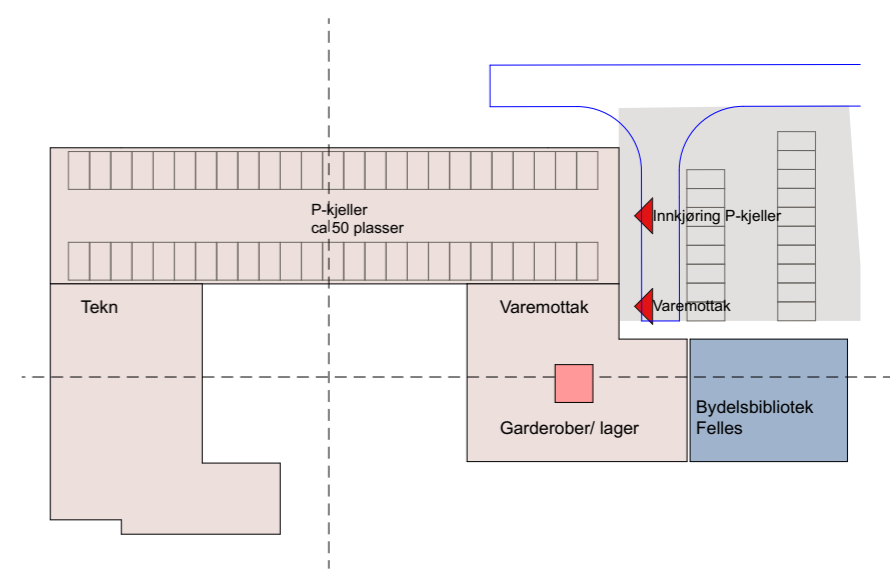 P-kjeller
ca 50 plasser
Innkjøring P-kjeller
Tekn
Varemottak
Varemottak
Bydelsbibliotek
Felles
Garderober/ lager